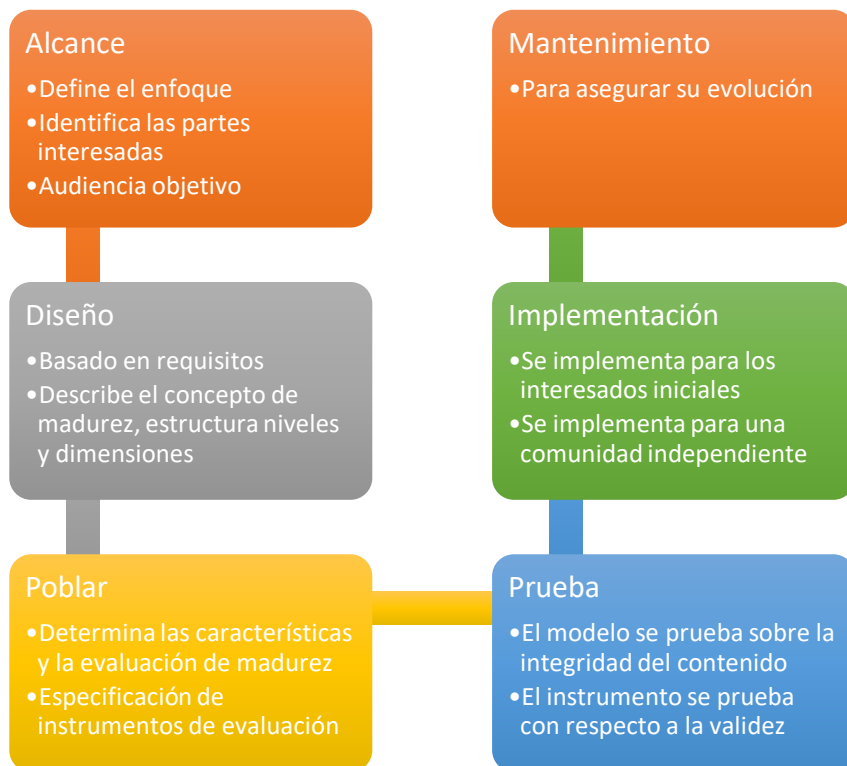 Alcance
•Define el enfoque
•Identifica las partes
interesadas
•Audiencia objetivo
Diseño
•Basado en requisitos
•Describe el concepto de
madurez, estructura niveles
y dimensiones
Poblar
•Determina las características
y la evaluación de madurez
•Especificación de
instrumentos de evaluación
Prueba
•El modelo se prueba sobre la
integridad del contenido
•El instrumento se prueba
con respecto a la validez
Implementación
•Se implementa para los
interesados iniciales
•Se implementa para una
comunidad independiente
Mantenimiento
•Para asegurar su evolución